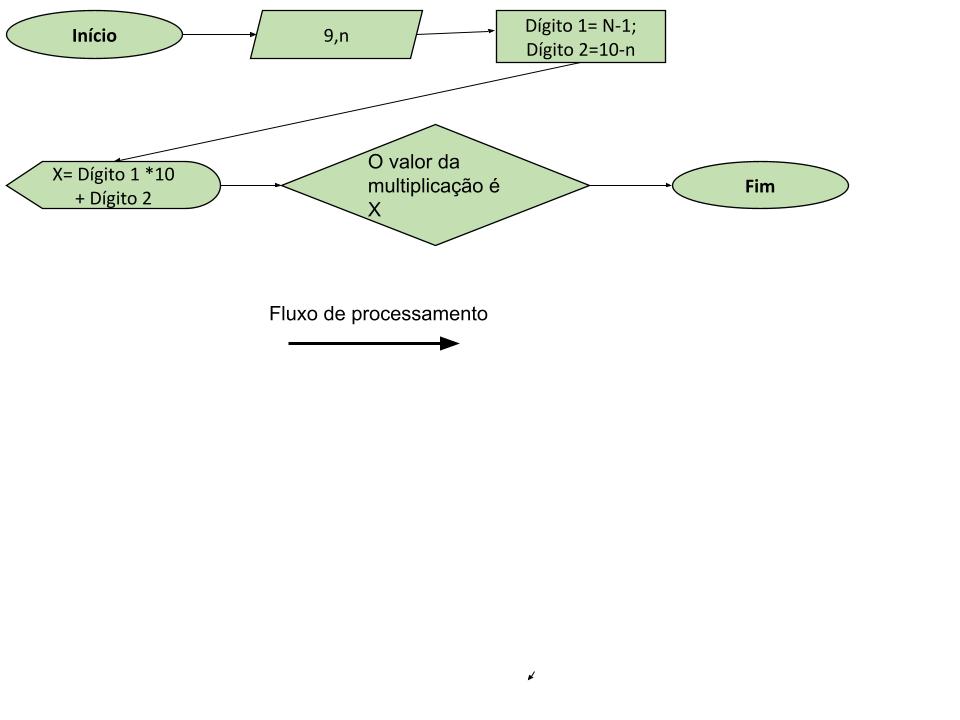 Início
9,n
Dígito 1= N-1;
Dígito 2=10-n
X= Dígito 1 *10
+ Dígito 2
O valor da
multiplicação é
X
Fim
Fluxo de processamento